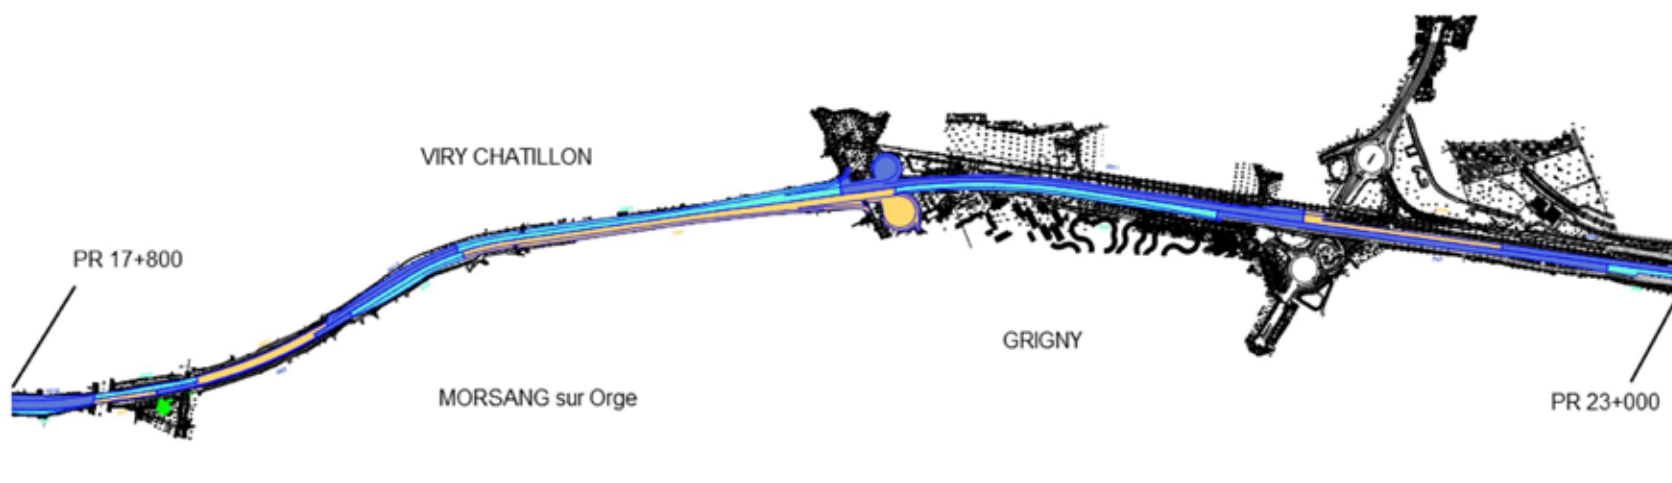 VIRY CHATILLON
PR 17+800
GRIGNY
MORSANG sur Orge
PR 23+000